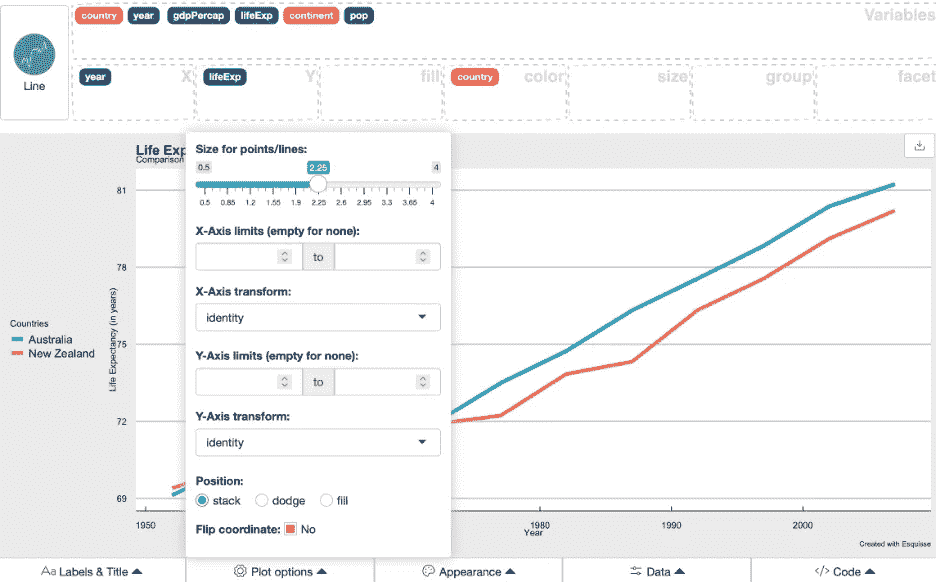 country year gdpPercap lifeExp continent pop Variables
Line
year X lifeExp Y fill country color size group facet
Life Exp
Comparison
Size for points/lines:
0.5 2.25 4
0.5 0.85 1.2 1.55 1.9 2.25 2.6 2.95 3.3 3.65 4
X-Axis limits (empty for none):
to
X-Axis transform:
identity
Y-Axis limits (empty for none):
to
Y-Axis transform:
identity
Position:
stack dodge fill
Flip coordinate: No
81
78
75
72
69
Life Expectancy (in years)
Countries
Australia
New Zealand
1950 1980 1990 2000
Year
Created with Esquisse
Aa Labels & Title Plot options Appearance Data </> Code